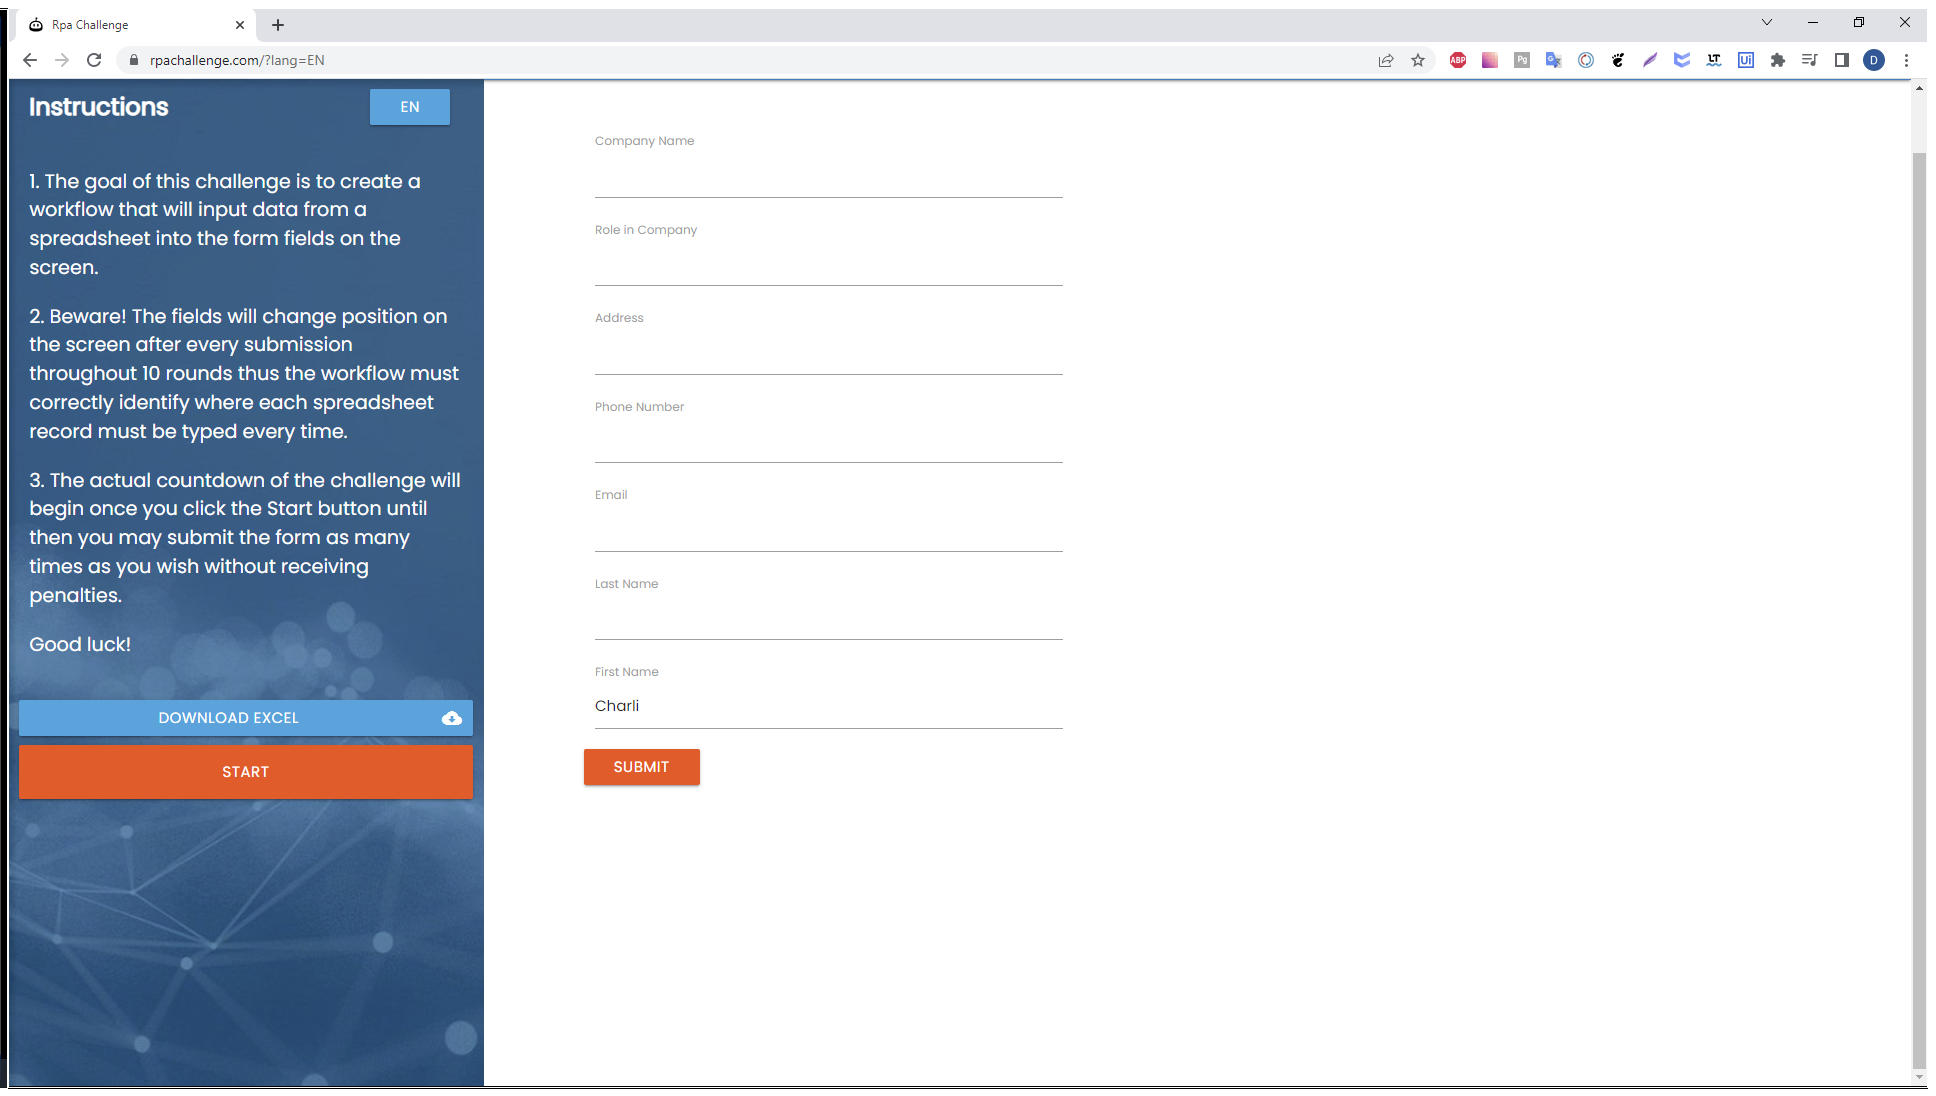 Rpa Challenge
rpachallenge.com/?lang=EN
ABP
Pg
LT
Ui
D
Instructions
EN
1. The goal of this challenge is to create a
workflow that will input data from a
spreadsheet into the form fields on the
screen.
2. Beware! The fields will change position on
the screen after every submission
throughout 10 rounds thus the workflow must
correctly identify where each spreadsheet
record must be typed every time.
3. The actual countdown of the challenge will
begin once you click the Start button until
then you may submit the form as many
times as you wish without receiving
penalties.
Good luck!
DOWNLOAD EXCEL
START
Company Name
Role in Company
Address
Phone Number
Email
Last Name
First Name
Charli
SUBMIT